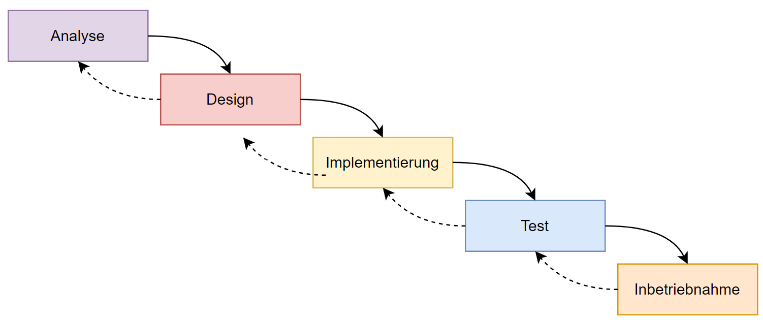 Analyse
Design
Implementierung
Test
Inbetriebnahme